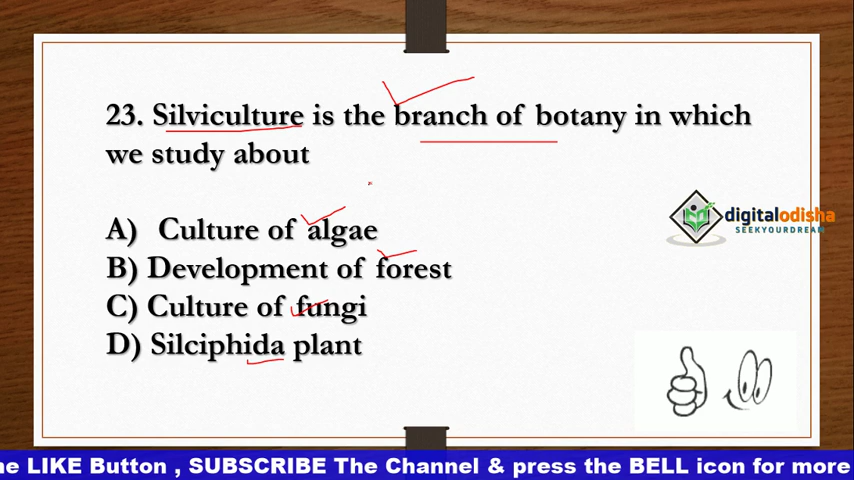 23. Silviculture is the branch of botany in which
we study about
A) Culture of algae
B) Development of forest
C) Culture of fungi
D) Silciphida plant
digitalodisha
SEEKYOURDREAM
he LIKE Button , SUBSCRIBE The Channel & press the BELL icon for more